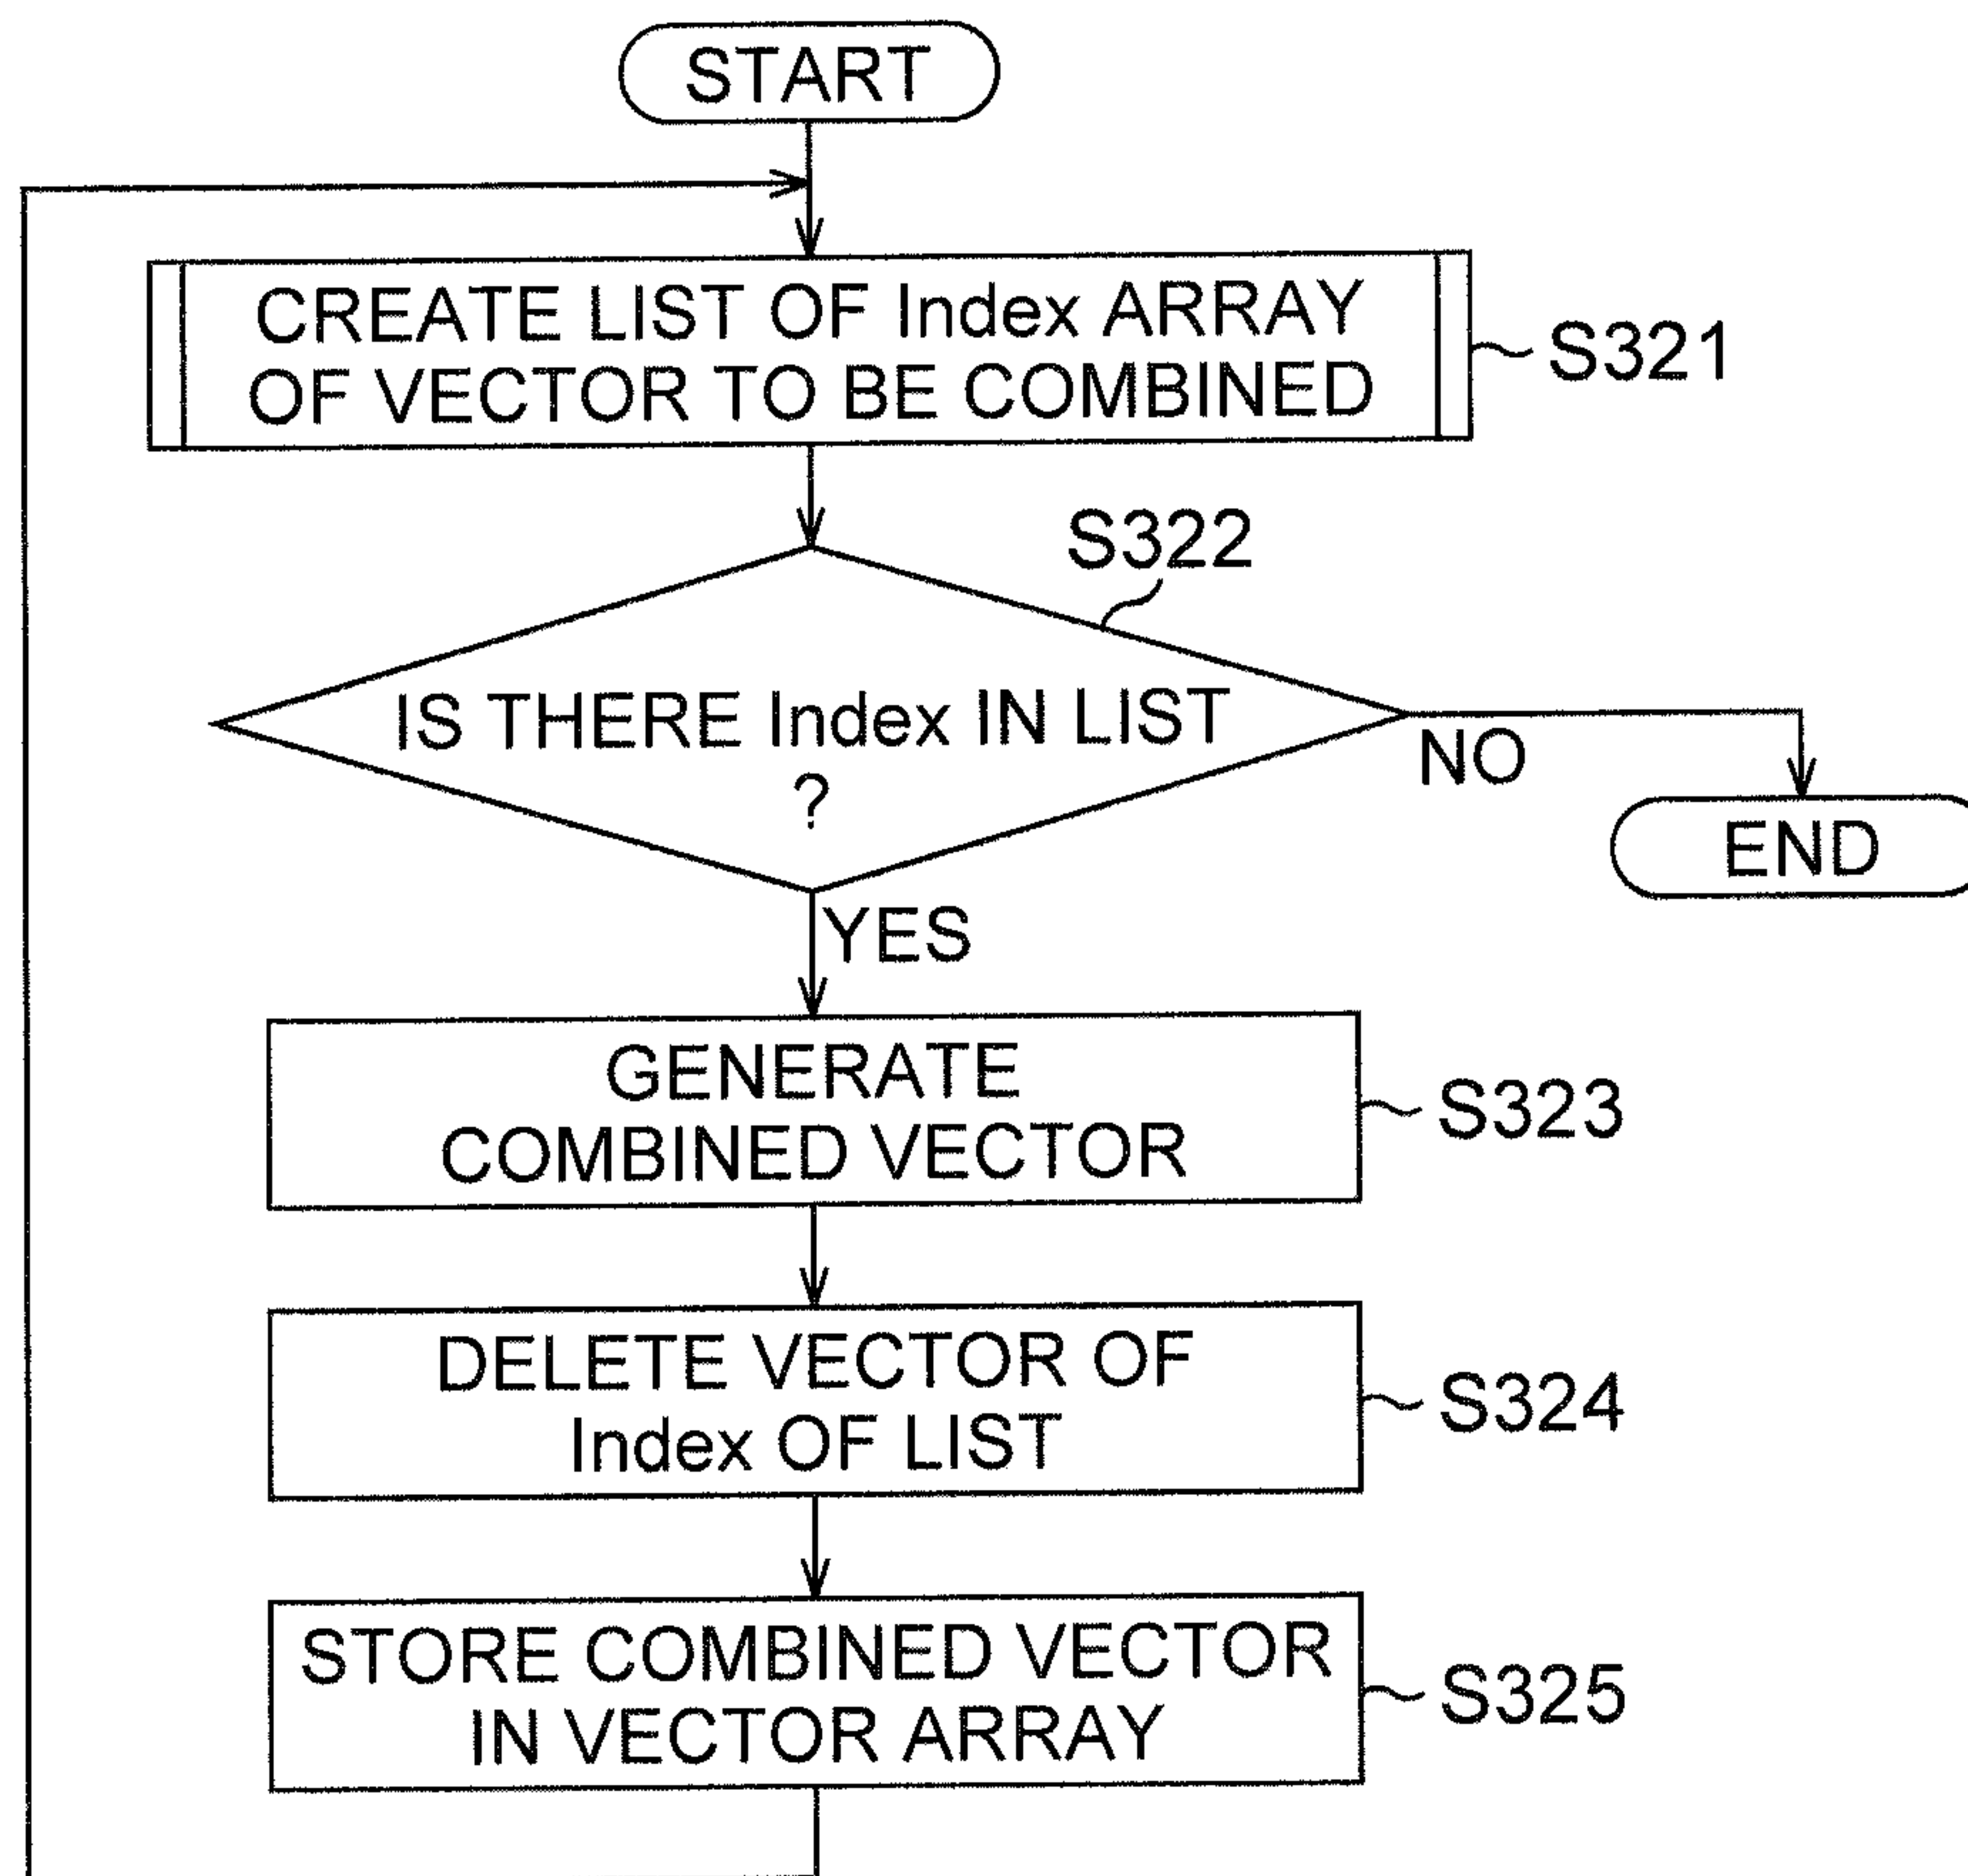 START
CREATE LIST OF Index ARRAY
OF VECTOR TO BE COMBINED
S321
S322
IS THERE Index IN LIST
?
NO
END
YES
GENERATE
COMBINED VECTOR
S323
DELETE VECTOR OF
Index OF LIST
S324
STORE COMBINED VECTOR
IN VECTOR ARRAY
S325